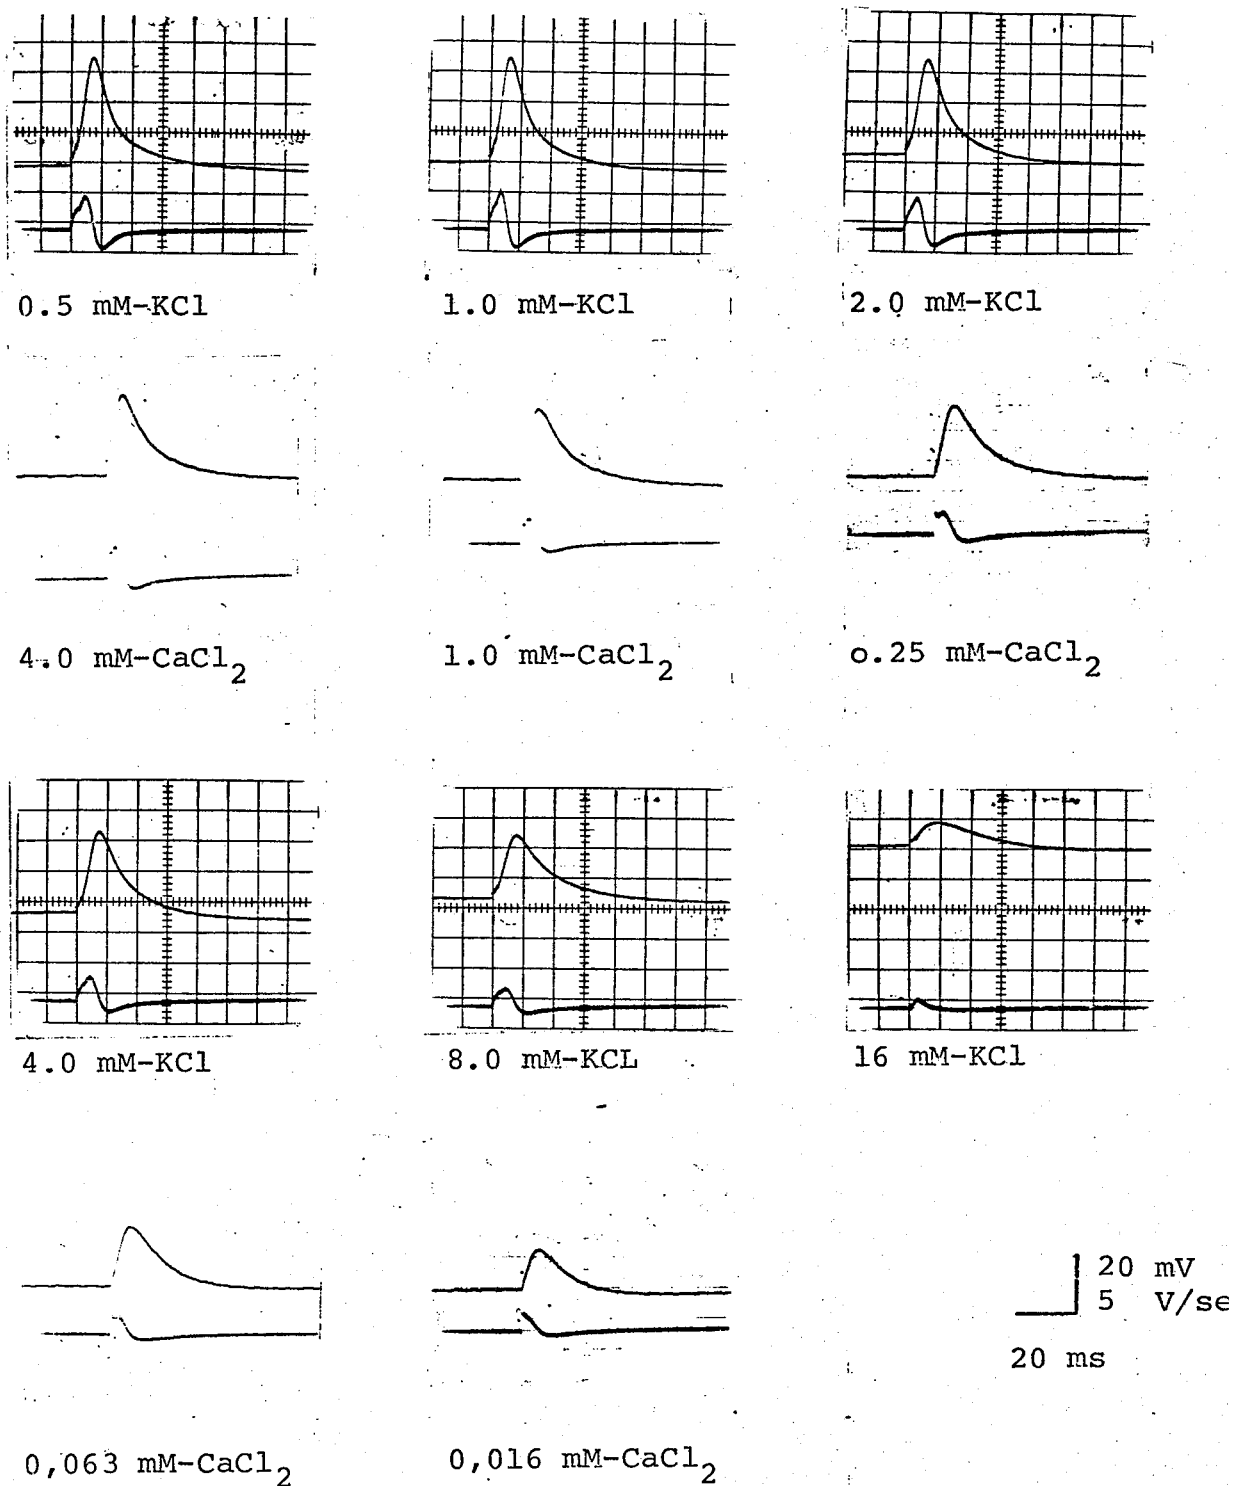 0.5 mM-KCl
1.0 mM-KCl
2.0 mM-KCl
4.0 mM-CaCl2
1.0 mM-CaCl2
0.25 mM-CaCl2
4.0 mM-KCl
8.0 mM-KCL
16 mM-KCl
20 mV
5 V/se
20 ms
0,063 mM-CaCl2
0,016 mM-CaCl2